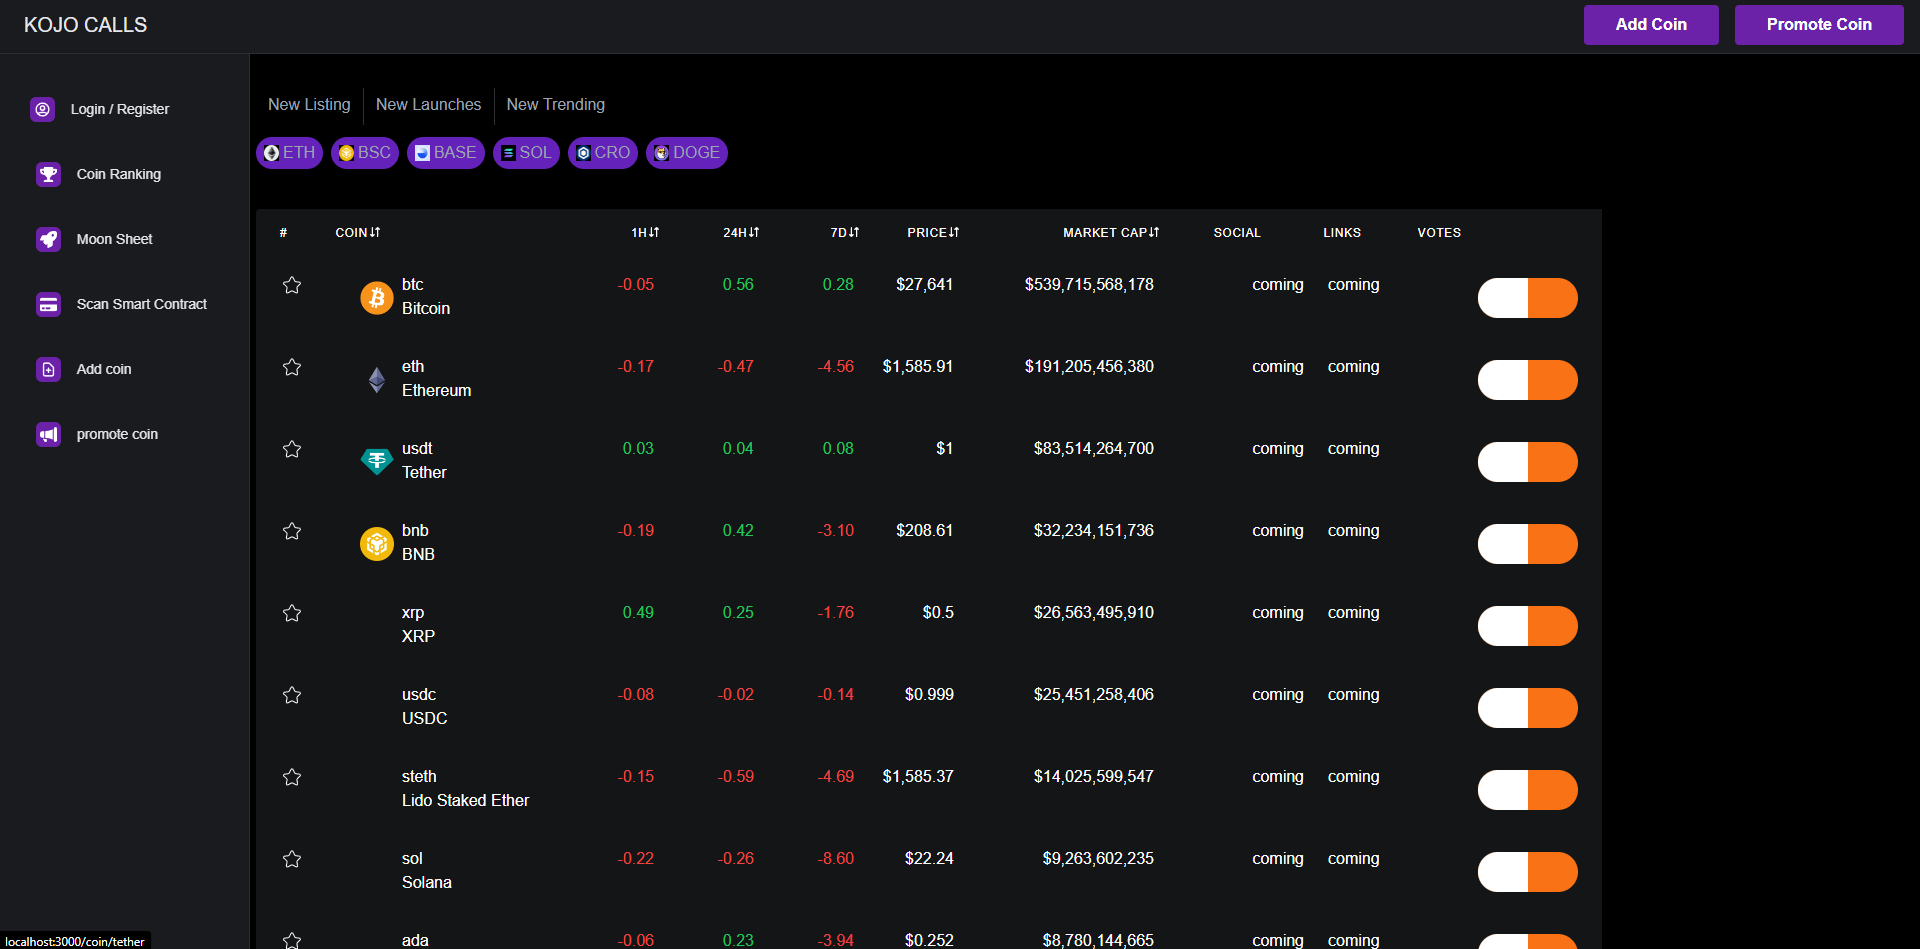 KOJO CALLS
Add Coin
Promote Coin
Login / Register
Coin Ranking
Moon Sheet
Scan Smart Contract
Add coin
promote coin
New Listing New Launches New Trending
ETH BSC BASE SOL CRO DOGE
# COIN 1H 24H 7D PRICE MARKET CAP SOCIAL LINKS VOTES
btc -0.05 0.56 0.28 $27,641 $539,715,568,178 coming coming
Bitcoin
eth -0.17 -0.47 -4.56 $1,585.91 $191,205,456,380 coming coming
Ethereum
usdt 0.03 0.04 0.08 $1 $83,514,264,700 coming coming
Tether
bnb -0.19 0.42 -3.10 $208.61 $32,234,151,736 coming coming
BNB
xrp 0.49 0.25 -1.76 $0.5 $26,563,495,910 coming coming
XRP
usdc -0.08 -0.02 -0.14 $0.999 $25,451,258,406 coming coming
USDC
steth -0.15 -0.59 -4.69 $1,585.37 $14,025,599,547 coming coming
Lido Staked Ether
sol -0.22 -0.26 -8.60 $22.24 $9,263,602,235 coming coming
Solana
ada -0.06 0.23 -3.94 $0.252 $8,780,144,665 coming coming
localhost:3000/coin/tether